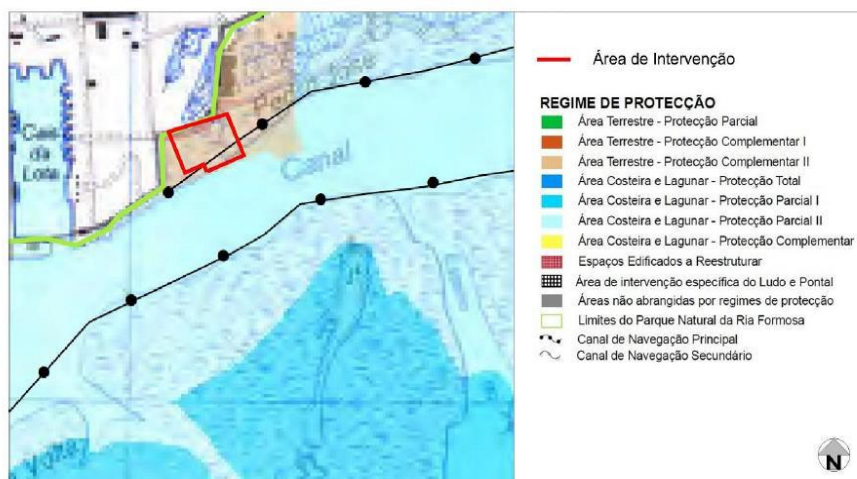 Cais
da
Canal
Área de Intervenção
REGIME DE PROTECÇÃO
Área Terrestre - Protecção Parcial
Área Terrestre - Protecção Complementar I
Área Terrestre - Protecção Complementar II
Área Costeira e Lagunar - Protecção Total
Área Costeira e Lagunar - Protecção Parcial I
Área Costeira e Lagunar - Protecção Parcial II
Área Costeira e Lagunar - Protecção Complementar
Espaços Edificados a Reestruturar
Área de intervenção específica do Ludo e Pontal
Áreas não abrangidas por regimes de protecção
Limites do Parque Natural da Ria Formosa
Canal de Navegação Principal
Canal de Navegação Secundário
N